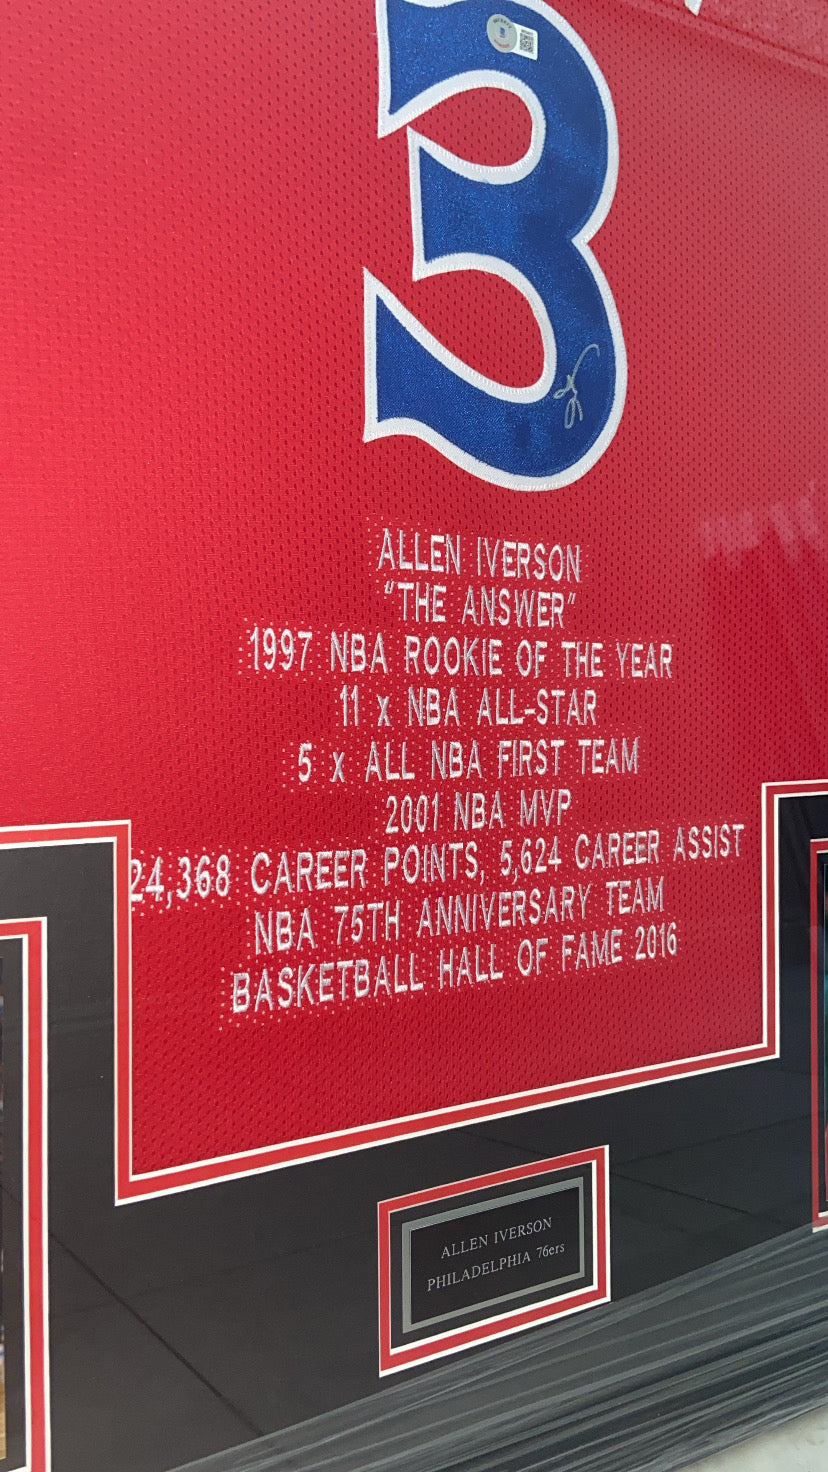 3
ALLEN IVERSON
"THE ANSWER"
1997 NBA ROOKIE OF THE YEAR
11 x NBA ALL-STAR
5 x ALL NBA FIRST TEAM
2001 NBA MVP
24,368 CAREER POINTS, 5,624 CAREER ASSIST
NBA 75TH ANNIVERSARY TEAM
BASKETBALL HALL OF FAME 2016
ALLEN IVERSON
PHILADELPHIA 76ers